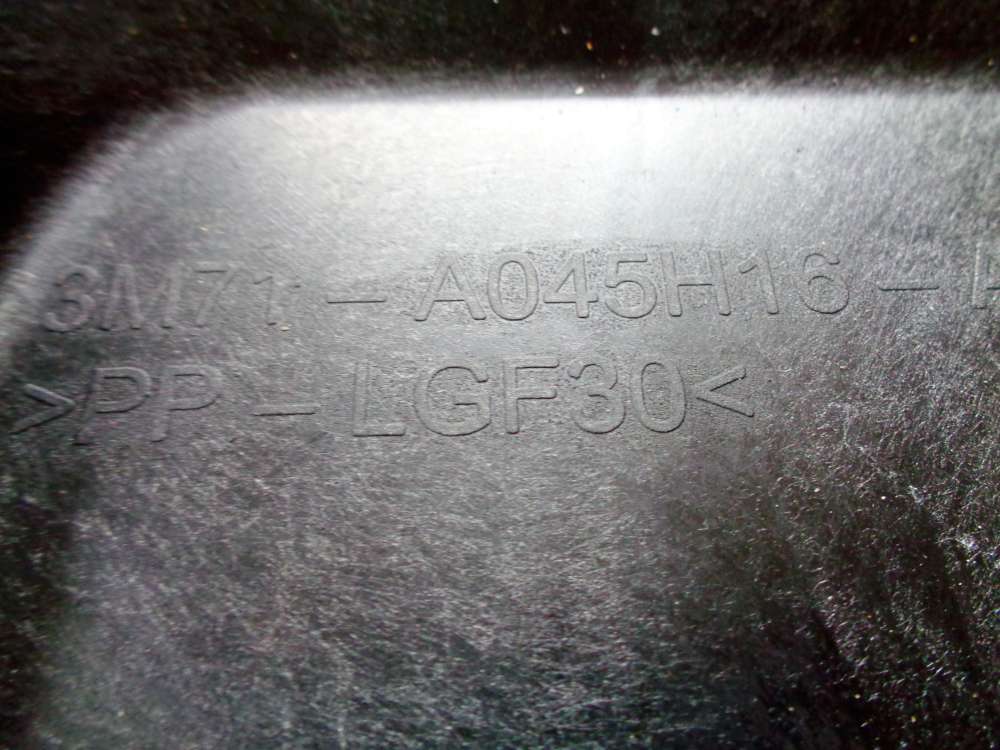 3M71 - A045H16 -
>PP - LGF30<